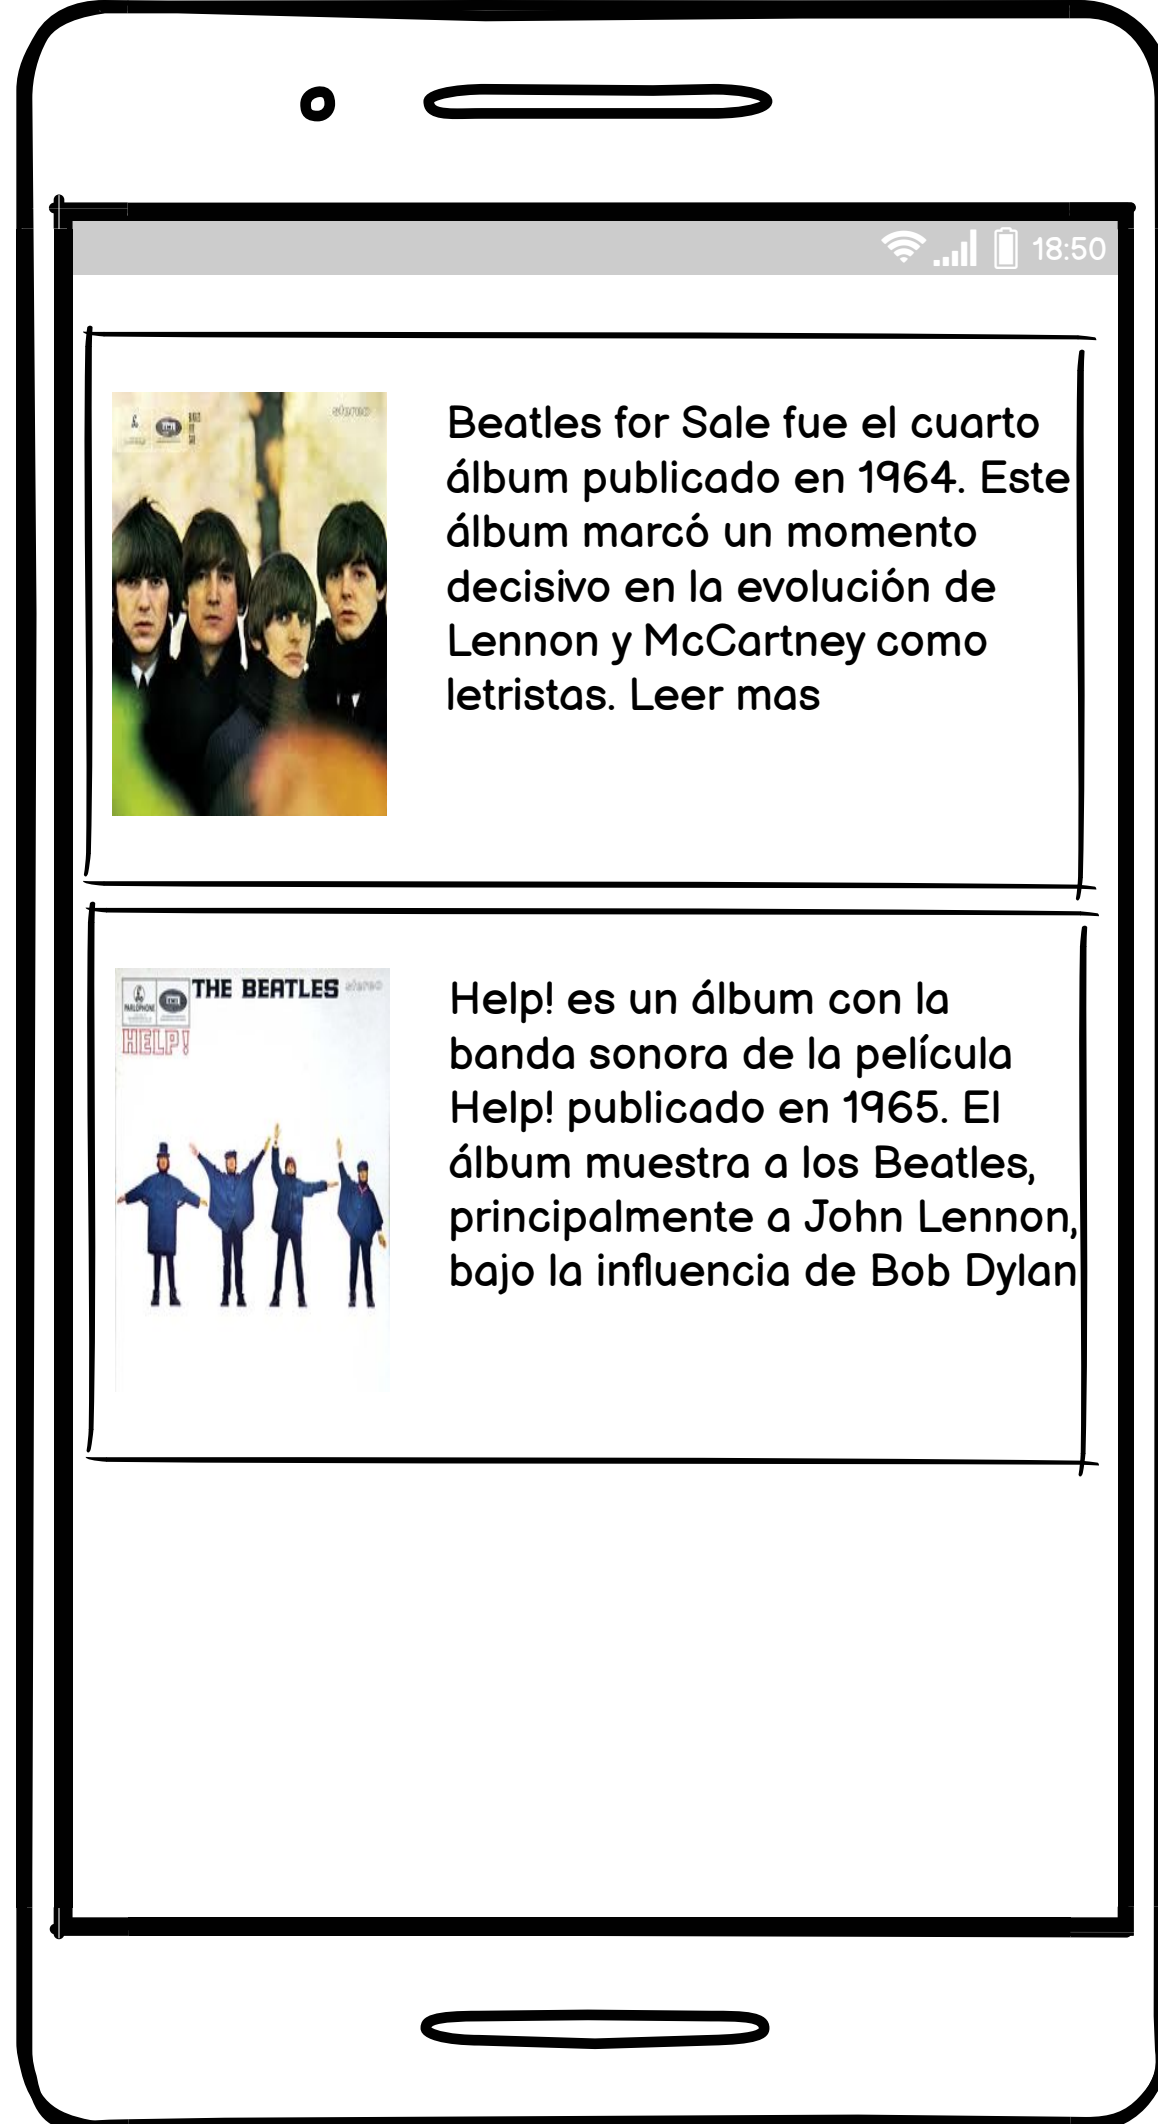 18:50
stereo
Beatles for Sale fue el cuarto
álbum publicado en 1964. Este
álbum marcó un momento
decisivo en la evolución de
Lennon y McCartney como
letristas. Leer mas
THE BEATLES stereo
PARLOPHONE
HELP!
Help! es un álbum con la
banda sonora de la película
Help! publicado en 1965. El
álbum muestra a los Beatles,
principalmente a John Lennon,
bajo la influencia de Bob Dylan